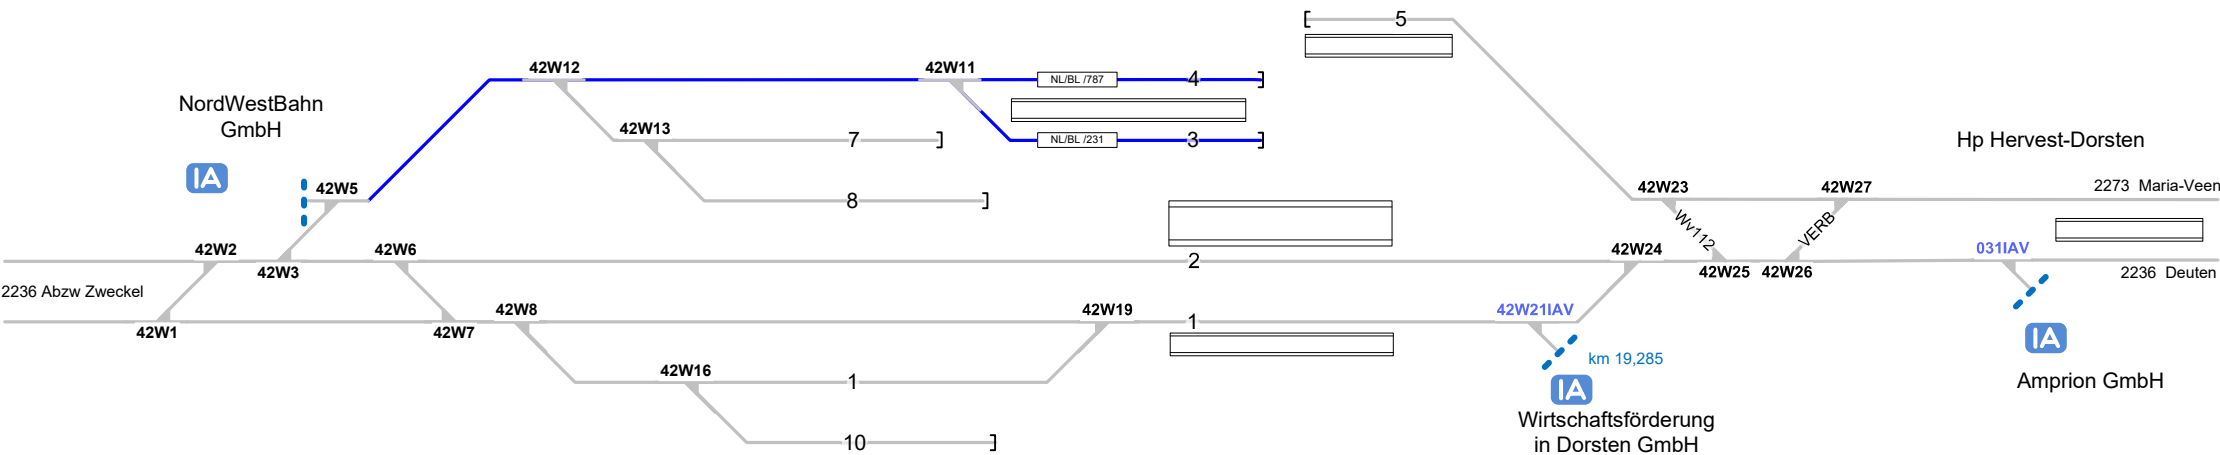 5
42W12
42W11
NL/BL /787
4
NordWestBahn
GmbH
42W13
7
NL/BL /231
3
Hp Hervest-Dorsten
IA
42W5
8
42W23
42W27
2273 Maria-Veen
Wv112
VERB
42W2
42W3
42W6
2
42W24
42W25
42W26
031IAV
2236 Deuten
2236 Abzw Zweckel
42W1
42W7
42W8
42W19
1
42W21IAV
km 19,285
IA
Amprion GmbH
42W16
1
IA
Wirtschaftsförderung
in Dorsten GmbH
10